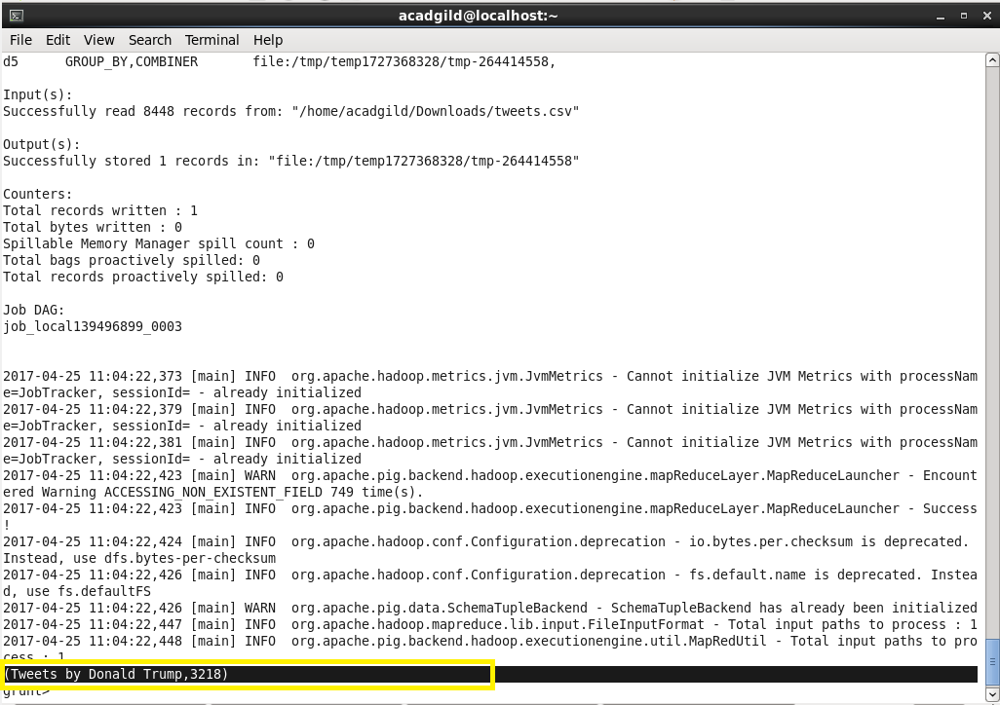 acadgild@localhost:~
File Edit View Search Terminal Help
d5 GROUP_BY,COMBINER file:/tmp/temp1727368328/tmp-264414558,
Input(s):
Successfully read 8448 records from: "/home/acadgild/Downloads/tweets.csv"
Output(s):
Successfully stored 1 records in: "file:/tmp/temp1727368328/tmp-264414558"
Counters:
Total records written : 1
Total bytes written : 0
Spillable Memory Manager spill count : 0
Total bags proactively spilled: 0
Total records proactively spilled: 0
Job DAG:
job_local139496899_0003
2017-04-25 11:04:22,373 [main] INFO  org.apache.hadoop.metrics.jvm.JvmMetrics - Cannot initialize JVM Metrics with processNam
e=JobTracker, sessionId= - already initialized
2017-04-25 11:04:22,379 [main] INFO  org.apache.hadoop.metrics.jvm.JvmMetrics - Cannot initialize JVM Metrics with processNam
e=JobTracker, sessionId= - already initialized
2017-04-25 11:04:22,381 [main] INFO  org.apache.hadoop.metrics.jvm.JvmMetrics - Cannot initialize JVM Metrics with processNam
e=JobTracker, sessionId= - already initialized
2017-04-25 11:04:22,423 [main] WARN  org.apache.pig.backend.hadoop.executionengine.mapReduceLayer.MapReduceLauncher - Encount
ered Warning ACCESSING_NON_EXISTENT_FIELD 749 time(s).
2017-04-25 11:04:22,423 [main] INFO  org.apache.pig.backend.hadoop.executionengine.mapReduceLayer.MapReduceLauncher - Success
!
2017-04-25 11:04:22,424 [main] INFO  org.apache.hadoop.conf.Configuration.deprecation - io.bytes.per.checksum is deprecated.
Instead, use dfs.bytes-per-checksum
2017-04-25 11:04:22,426 [main] INFO  org.apache.hadoop.conf.Configuration.deprecation - fs.default.name is deprecated. Instea
d, use fs.defaultFS
2017-04-25 11:04:22,426 [main] WARN  org.apache.pig.data.SchemaTupleBackend - SchemaTupleBackend has already been initialized
2017-04-25 11:04:22,447 [main] INFO  org.apache.hadoop.mapreduce.lib.input.FileInputFormat - Total input paths to process : 1
2017-04-25 11:04:22,448 [main] INFO  org.apache.pig.backend.hadoop.executionengine.util.MapRedUtil - Total input paths to pro
cess : 1
(Tweets by Donald Trump,3218)
grunt>